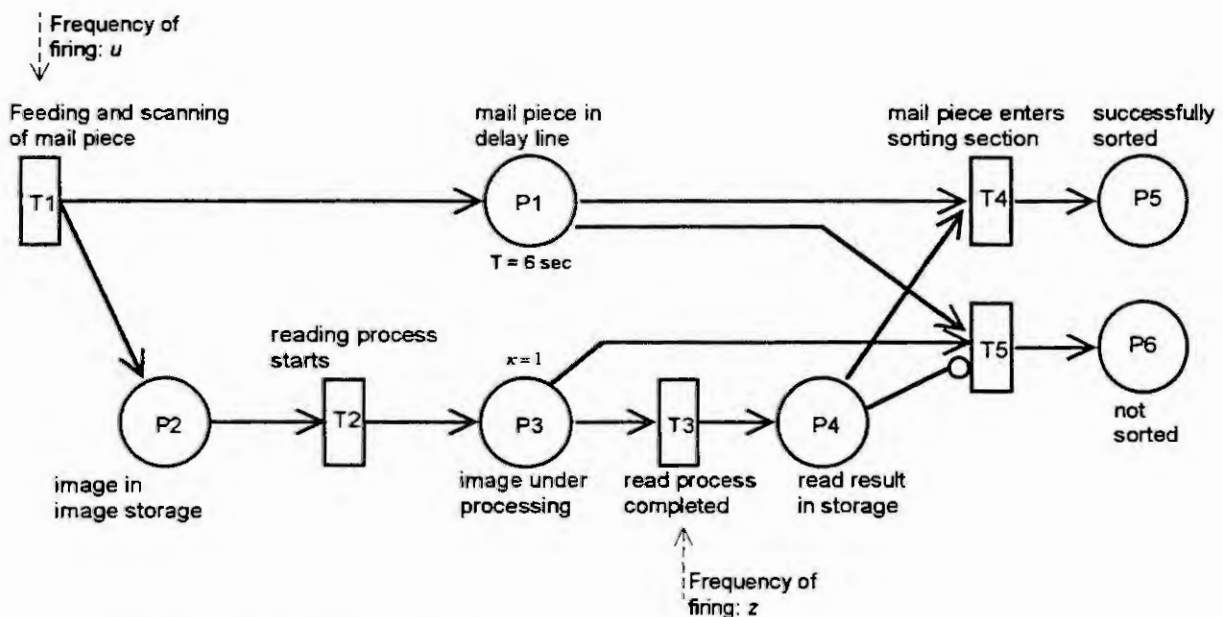 Frequency of
firing: u
Feeding and scanning
of mail piece
mail piece in
delay line
mail piece enters
sorting section
successfully
sorted
T1
P1
T4
P5
T = 6 sec
reading process
starts
κ = 1
T5
P6
P2
T2
P3
T3
P4
not
sorted
image in
image storage
image under
processing
read process
completed
read result
in storage
Frequency of
firing: z